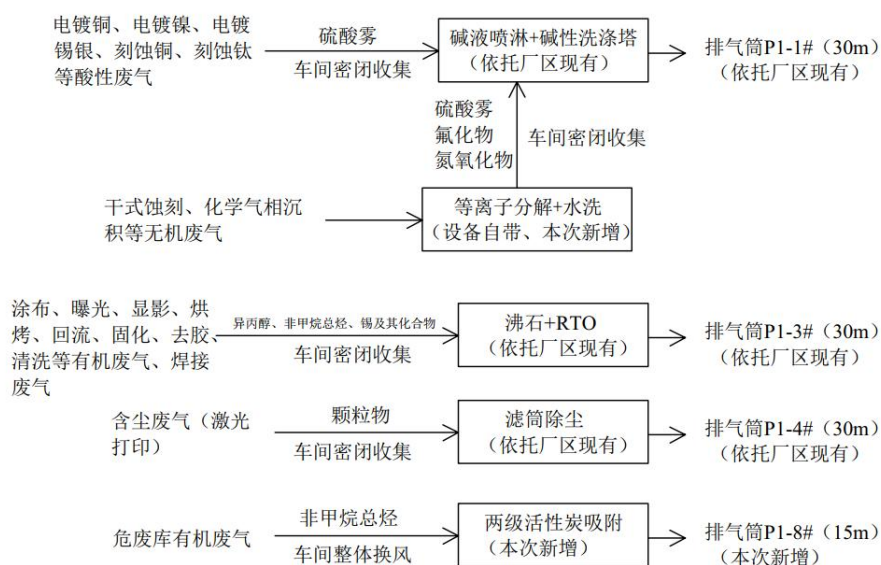 电镀铜、电镀镍、电镀
锡银、刻蚀铜、刻蚀钛
等酸性废气
硫酸雾
车间密闭收集
碱液喷淋+碱性洗涤塔
（依托厂区现有）
排气筒P1-1#（30m）
（依托厂区现有）
硫酸雾
氟化物
氮氧化物
车间密闭收集
干式蚀刻、化学气相沉
积等无机废气
等离子分解+水洗
（设备自带、本次新增）
涂布、曝光、显影、烘
烤、回流、固化、去胶、
清洗等有机废气、焊接
废气
异丙醇、非甲烷总烃、锡及其化合物
车间密闭收集
沸石+RTO
（依托厂区现有）
排气筒P1-3#（30m）
（依托厂区现有）
含尘废气（激光
打印）
颗粒物
车间密闭收集
滤筒除尘
（依托厂区现有）
排气筒P1-4#（30m）
（依托厂区现有）
危废库有机废气
非甲烷总烃
车间整体换风
两级活性炭吸附
（本次新增）
排气筒P1-8#（15m）
（本次新增）